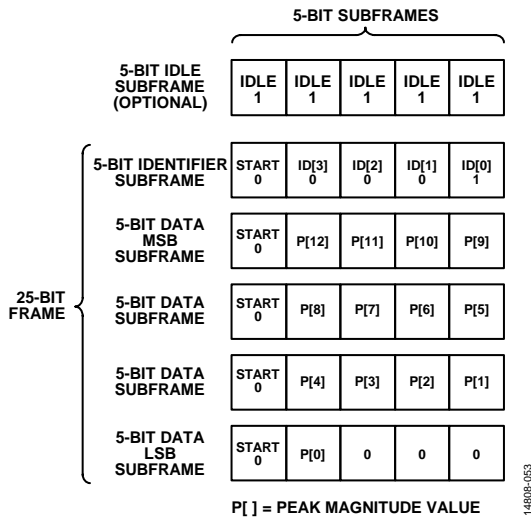 5-BIT SUBFRAMES
5-BIT IDLE
SUBFRAME
(OPTIONAL)
IDLE IDLE IDLE IDLE IDLE
1 1 1 1 1
25-BIT
FRAME
5-BIT IDENTIFIER
SUBFRAME
START ID[3] ID[2] ID[1] ID[0]
0 0 0 0 1
5-BIT DATA
MSB
SUBFRAME
START
0
P[12] P[11] P[10] P[9]
5-BIT DATA
SUBFRAME
START
0
P[8] P[7] P[6] P[5]
5-BIT DATA
SUBFRAME
START
0
P[4] P[3] P[2] P[1]
5-BIT DATA
LSB
SUBFRAME
START
0
P[0] 0 0 0
P[ ] = PEAK MAGNITUDE VALUE
14808-053